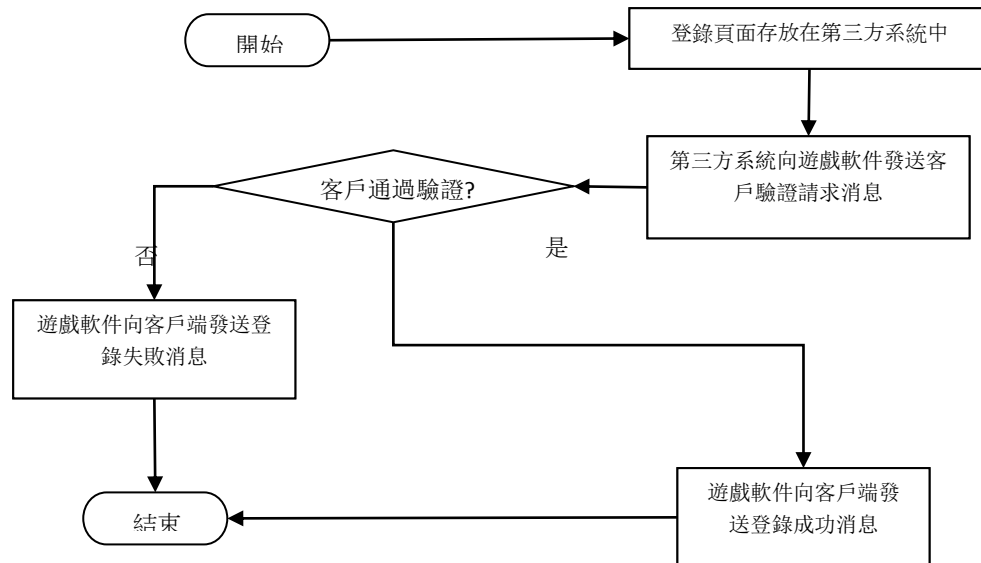 開始
登錄頁面存放在第三方系統中
第三方系統向遊戲軟件發送客
戶驗證請求消息
客戶通過驗證?
是
否
遊戲軟件向客戶端發送登
錄失敗消息
遊戲軟件向客戶端發
送登錄成功消息
結束